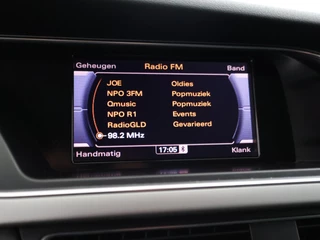 Geheugen Radio FM Band
JOE Oldies
NPO 3FM Popmuziek
Qmusic Popmuziek
NPO R1 Events
RadioGLD Gevarieerd
98.2 MHz
Handmatig 17:05 Klank